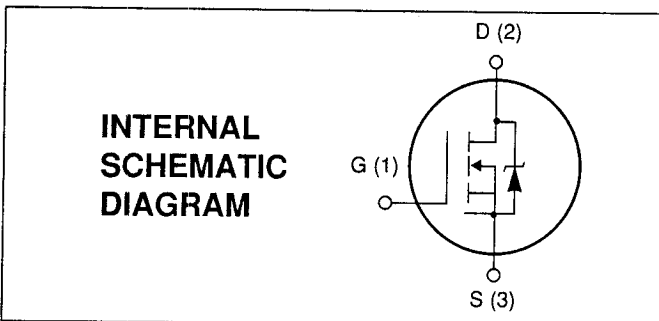 D (2)
INTERNAL
SCHEMATIC
DIAGRAM
G (1)
S (3)